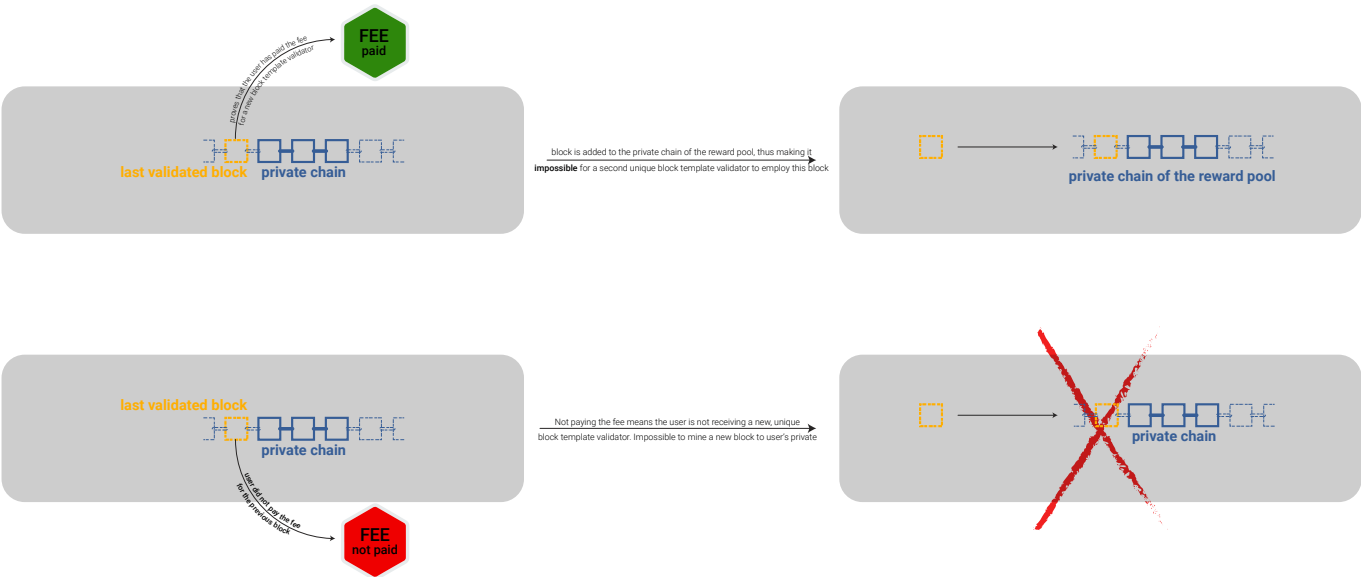 FEE
paid
proves that the user has paid the fee
for a new block template validator
last validated block
private chain
block is added to the private chain of the reward pool, thus making it
impossible for a second unique block template validator to employ this block
private chain of the reward pool
last validated block
private chain
user did not pay the fee
for the previous block
FEE
not paid
Not paying the fee means the user is not receiving a new, unique
block template validator. Impossible to mine a new block to user's private
private chain